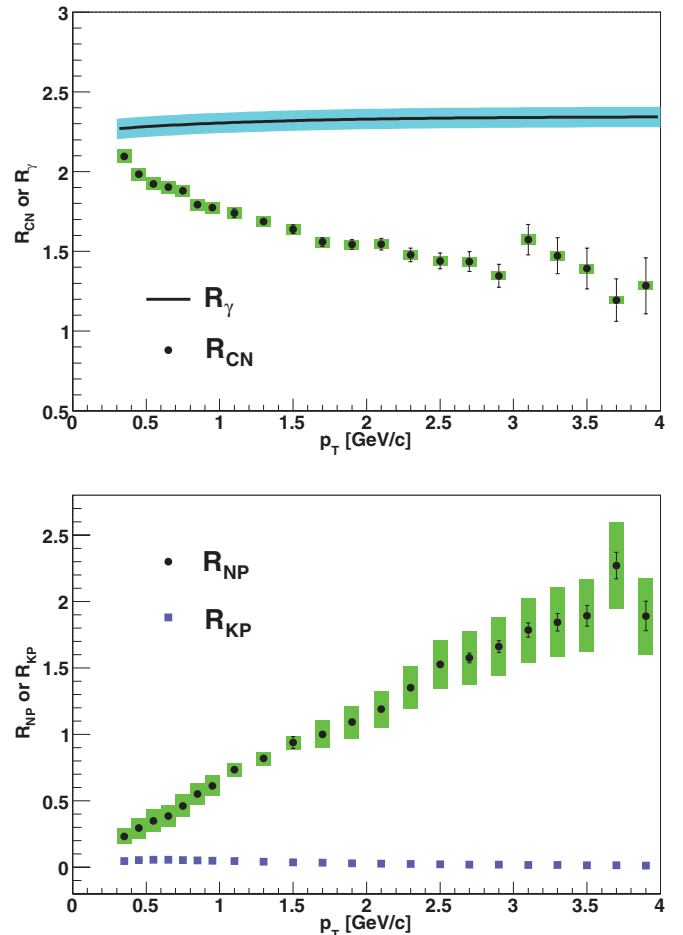 3
2.5
2
1.5
1
0.5
R_CN or R_γ
R_γ
R_CN
0 0.5 1 1.5 2 2.5 3 3.5 4
p_T [GeV/c]
2.5
2
1.5
1
0.5
0
R_NP or R_KP
R_NP
R_KP
0 0.5 1 1.5 2 2.5 3 3.5 4
p_T [GeV/c]